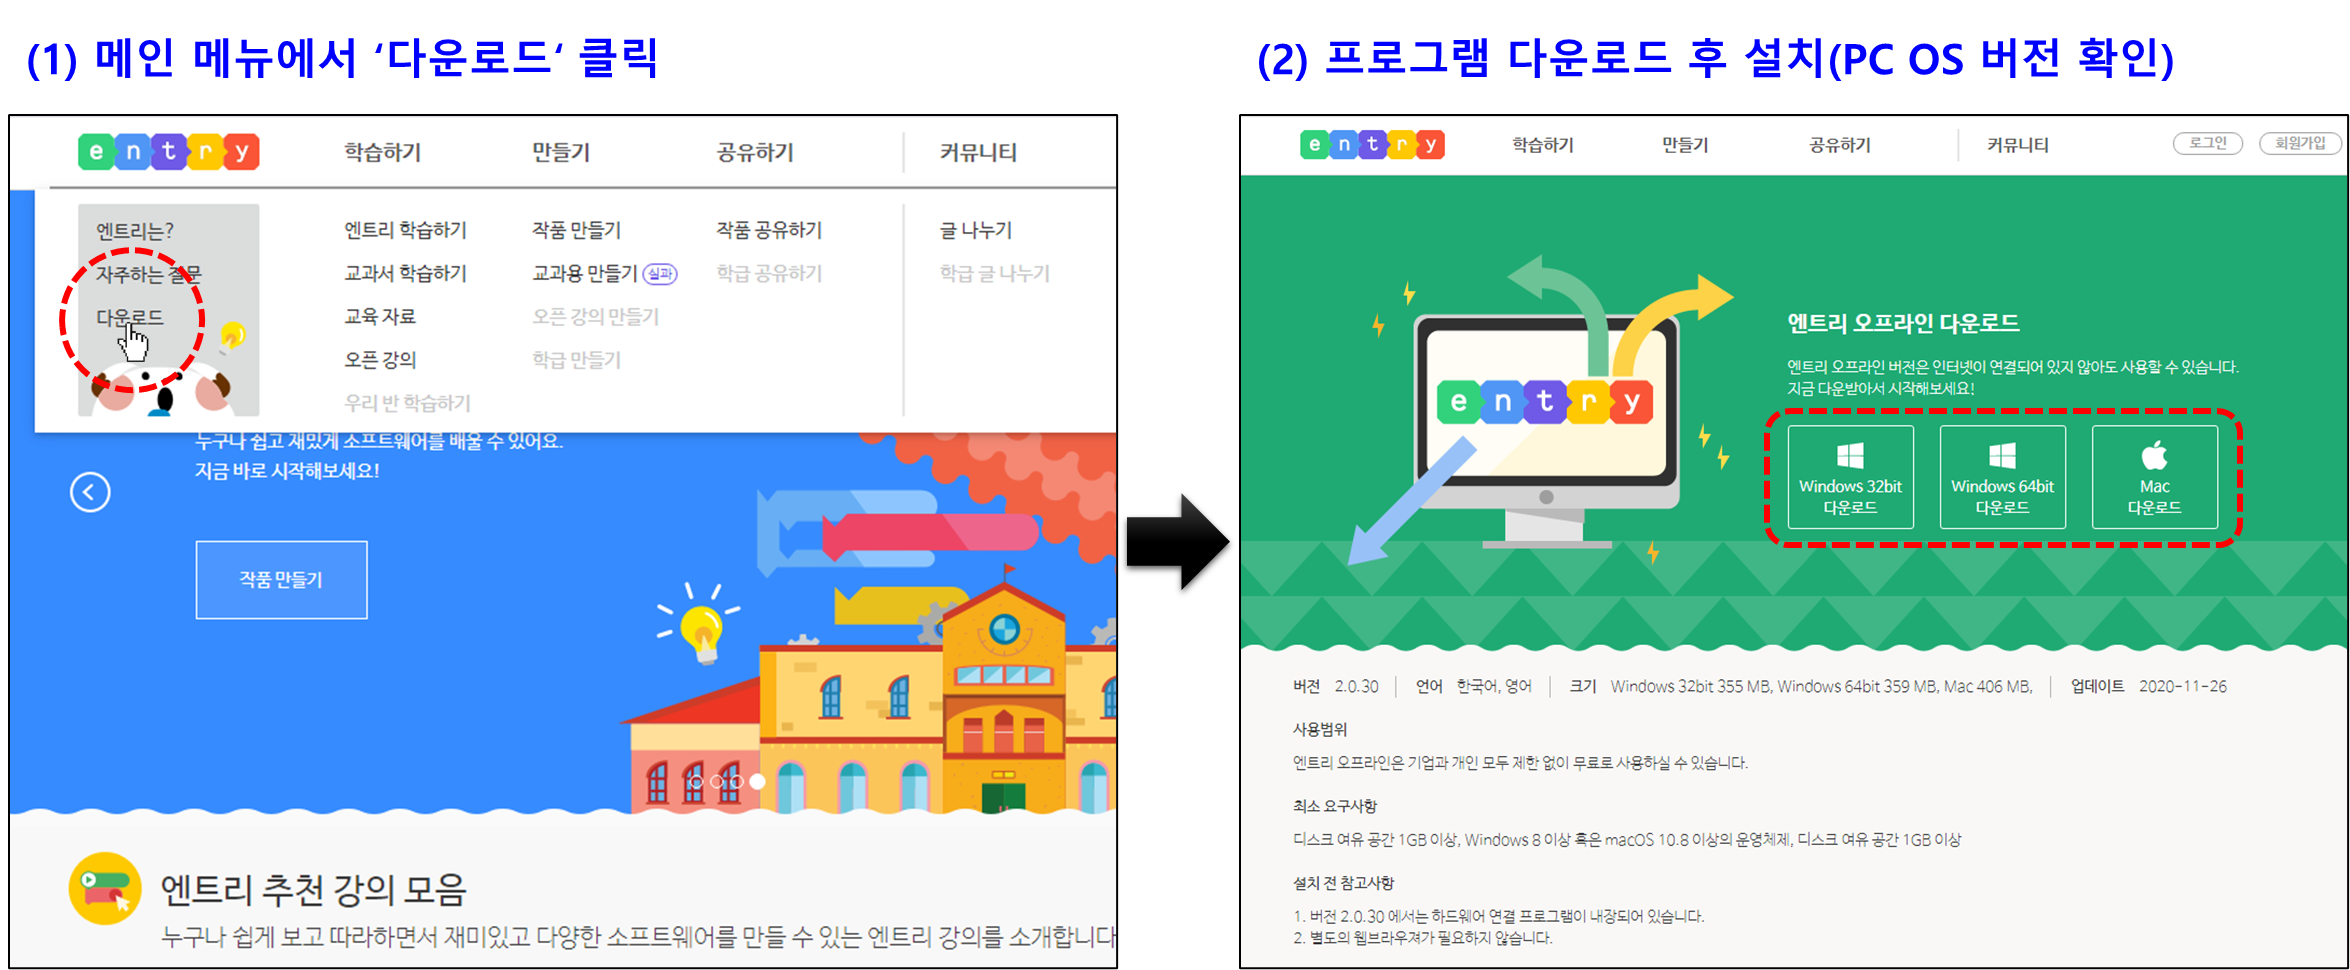 (1) 메인 메뉴에서 ‘다운로드‘ 클릭
entry
학습하기
만들기
공유하기
커뮤니티
엔트리는?
자주하는 질문
다운로드
엔트리 학습하기
교과서 학습하기
교육 자료
오픈 강의
우리 반 학습하기
작품 만들기
교과용 만들기 실과
오픈 강의 만들기
학급 만들기
작품 공유하기
학급 공유하기
글 나누기
학급 글 나누기
누구나 쉽고 재밌게 소프트웨어를 배울 수 있어요.
지금 바로 시작해보세요!
작품 만들기
엔트리 추천 강의 모음
누구나 쉽게 보고 따라하면서 재미있고 다양한 소프트웨어를 만들 수 있는 엔트리 강의를 소개합니다
(2) 프로그램 다운로드 후 설치(PC OS 버전 확인)
entry
학습하기
만들기
공유하기
커뮤니티
로그인
회원가입
entry
엔트리 오프라인 다운로드
엔트리 오프라인 버전은 인터넷이 연결되어 있지 않아도 사용할 수 있습니다.
지금 다운받아서 시작해보세요!
Windows 32bit
다운로드
Windows 64bit
다운로드
Mac
다운로드
버전 2.0.30 언어 한국어, 영어 크기 Windows 32bit 355 MB, Windows 64bit 359 MB, Mac 406 MB, 업데이트 2020-11-26
사용범위
엔트리 오프라인은 기업과 개인 모두 제한 없이 무료로 사용하실 수 있습니다.
최소 요구사항
디스크 여유 공간 1GB 이상, Windows 8 이상 혹은 macOS 10.8 이상의 운영체제, 디스크 여유 공간 1GB 이상
설치 전 참고사항
1. 버전 2.0.30 에서는 하드웨어 연결 프로그램이 내장되어 있습니다.
2. 별도의 웹브라우져가 필요하지 않습니다.